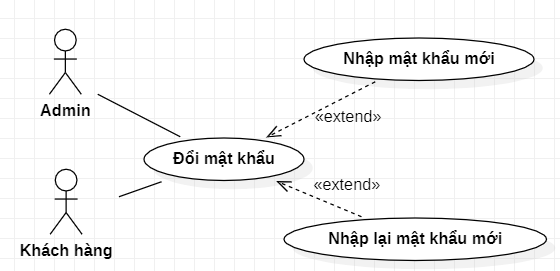 Admin
Khách hàng
Đổi mật khẩu
Nhập mật khẩu mới
«extend»
«extend»
Nhập lại mật khẩu mới